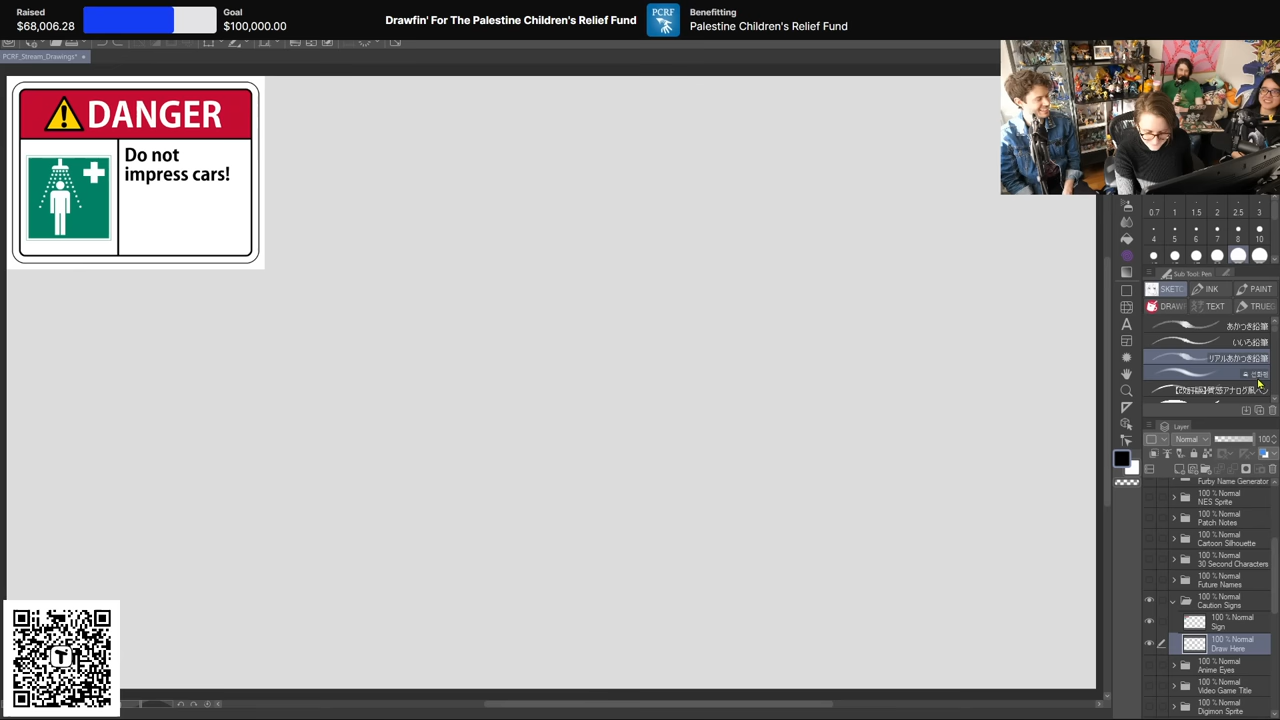 Raised
$68,006.28
Goal
$100,000.00
Drawfin' For The Palestine Children's Relief Fund
PCRF
Benefitting
Palestine Children's Relief Fund
PCRF_Stream_Drawings*
DANGER
Do not
impress cars!
0.7 1 1.5 2 2.5 3
4 5 6 7 8 10
Sub Tool: Pen
INK
PAINT
TEXT
あかつき鉛筆
いいろ鉛筆
リアルあかつき鉛筆
선화펜
Layer
Normal
100
Furby Name Generator
100 % Normal
NES Sprite
100 % Normal
Patch Notes
100 % Normal
Cartoon Silhouette
100 % Normal
30 Second Characters
100 % Normal
Future Names
100 % Normal
Caution Signs
100 % Normal
Sign
100 % Normal
Draw Here
100 % Normal
Anime Eyes
100 % Normal
Video Game Title
100 % Normal
Digimon Sprite
T